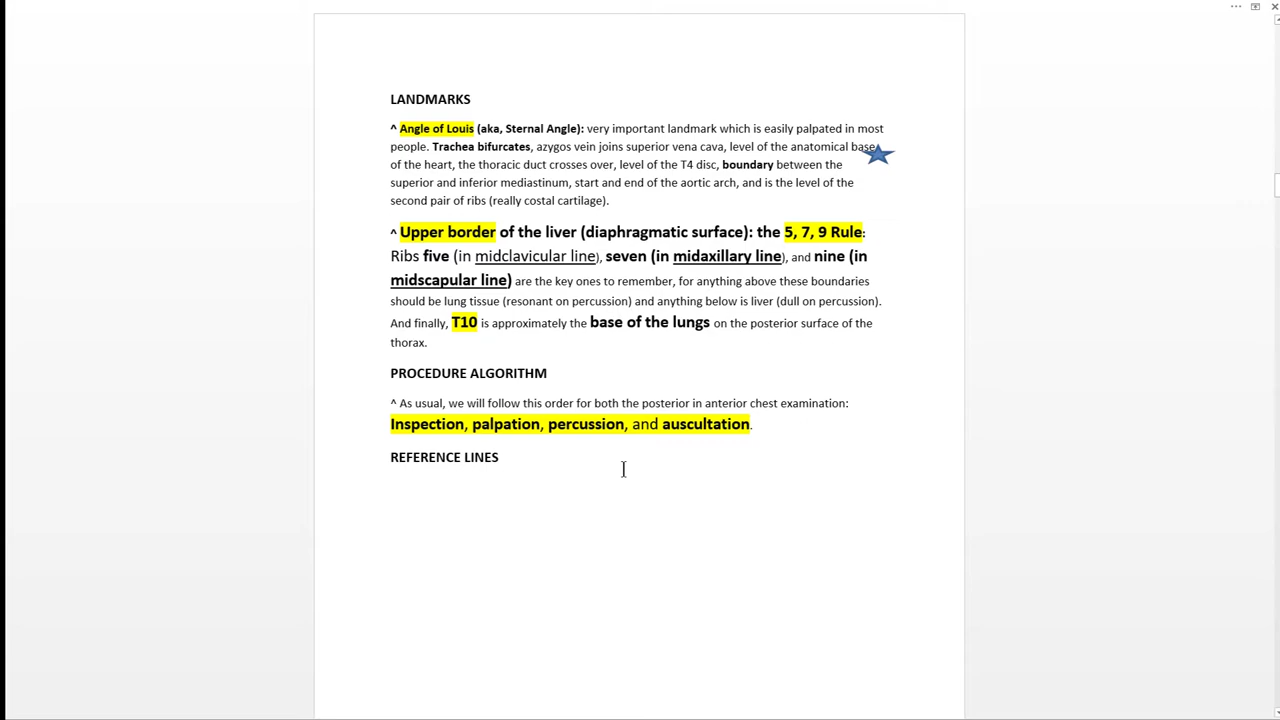 LANDMARKS
^ Angle of Louis (aka, Sternal Angle): very important landmark which is easily palpated in most
people. Trachea bifurcates, azygos vein joins superior vena cava, level of the anatomical base
of the heart, the thoracic duct crosses over, level of the T4 disc, boundary between the
superior and inferior mediastinum, start and end of the aortic arch, and is the level of the
second pair of ribs (really costal cartilage).
^ Upper border of the liver (diaphragmatic surface): the 5, 7, 9 Rule:
Ribs five (in midclavicular line), seven (in midaxillary line), and nine (in
midscapular line) are the key ones to remember, for anything above these boundaries
should be lung tissue (resonant on percussion) and anything below is liver (dull on percussion).
And finally, T10 is approximately the base of the lungs on the posterior surface of the
thorax.
PROCEDURE ALGORITHM
^ As usual, we will follow this order for both the posterior in anterior chest examination:
Inspection, palpation, percussion, and auscultation.
REFERENCE LINES